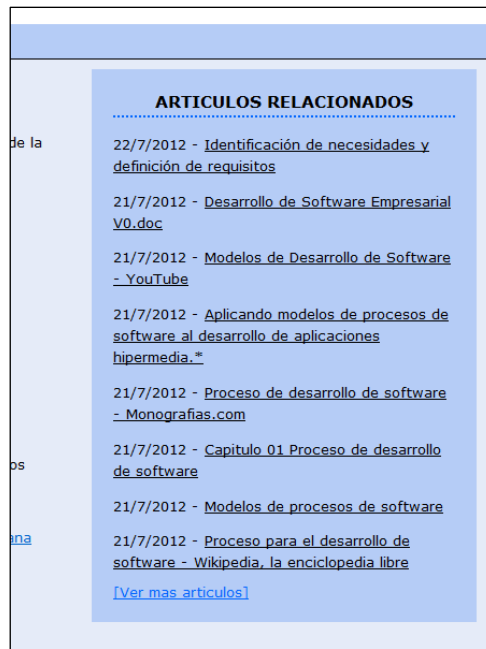 ARTICULOS RELACIONADOS
de la
22/7/2012 - Identificación de necesidades y
definición de requisitos
21/7/2012 - Desarrollo de Software Empresarial
V0.doc
21/7/2012 - Modelos de Desarrollo de Software
- YouTube
21/7/2012 - Aplicando modelos de procesos de
software al desarrollo de aplicaciones
hipermedia.*
21/7/2012 - Proceso de desarrollo de software
- Monografias.com
21/7/2012 - Capitulo 01 Proceso de desarrollo
de software
os
21/7/2012 - Modelos de procesos de software
ana
21/7/2012 - Proceso para el desarrollo de
software - Wikipedia, la enciclopedia libre
[Ver mas articulos]